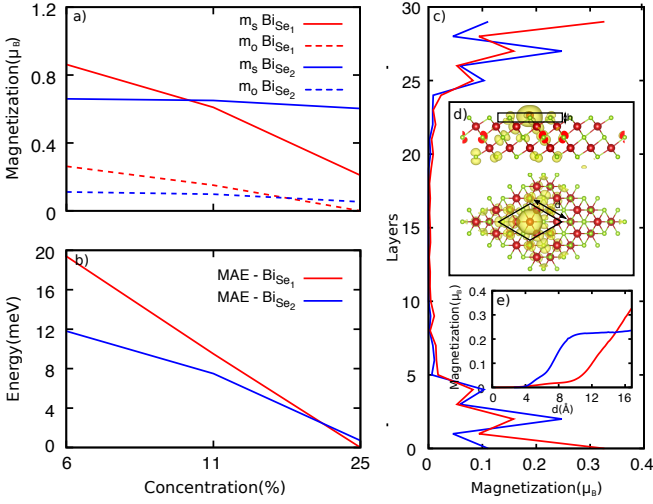 a)
m_s Bi_Se1
m_o Bi_Se1
m_s Bi_Se2
m_o Bi_Se2
1.2
0.8
0.4
0
Magnetization(μ_B)
b)
MAE - Bi_Se1
MAE - Bi_Se2
20
16
12
8
4
0
Energy(meV)
6
11
25
Concentration(%)
c)
30
25
20
15
10
5
0
Layers
0
0.1
0.2
0.3
0.4
Magnetization(μ_B)
d)
h
d
e)
0.4
0.3
0.2
0.1
0
Magnetization(μ_B)
0
4
8
12
16
d(Å)